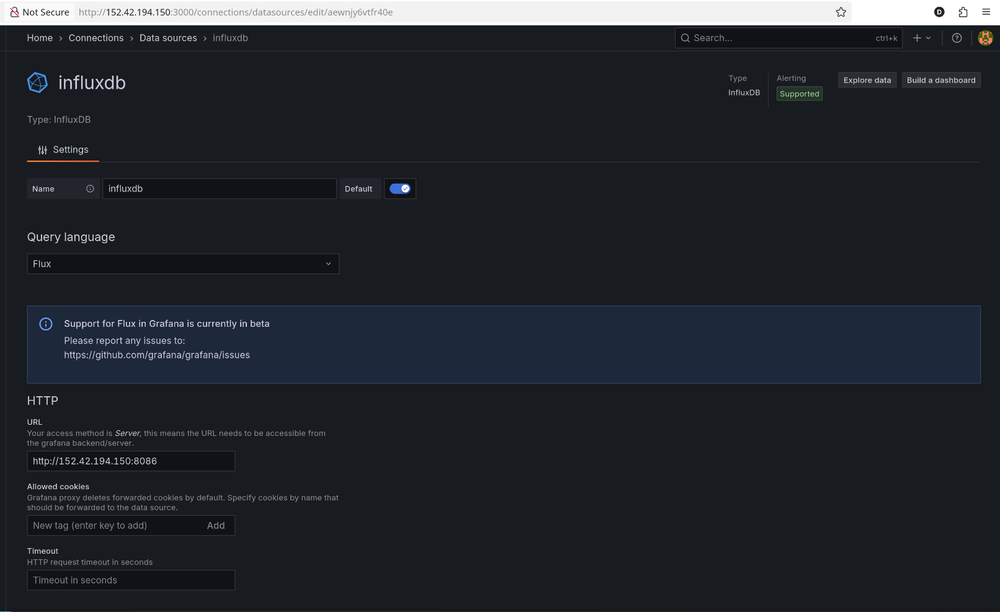 Not Secure http://152.42.194.150:3000/connections/datasources/edit/aewnjy6vtfr40e D
Home › Connections › Data sources › influxdb Search... ctrl+k
influxdb
Type
InfluxDB
Alerting
Supported
Explore data
Build a dashboard
Type: InfluxDB
Settings
Name influxdb Default
Query language
Flux
Support for Flux in Grafana is currently in beta
Please report any issues to:
https://github.com/grafana/grafana/issues
HTTP
URL
Your access method is Server, this means the URL needs to be accessible from
the grafana backend/server.
http://152.42.194.150:8086
Allowed cookies
Grafana proxy deletes forwarded cookies by default. Specify cookies by name that
should be forwarded to the data source.
New tag (enter key to add) Add
Timeout
HTTP request timeout in seconds
Timeout in seconds